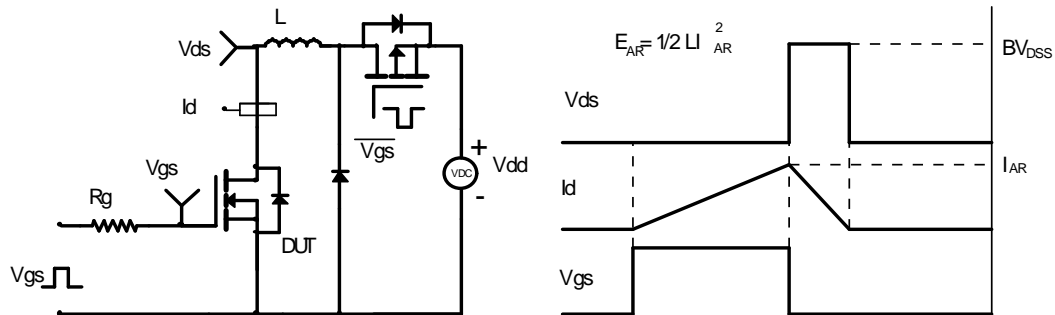 L
Vds
Id
Vgs
Vgs
Rg
DUT
Vgs
+
VDC
Vdd
-
E_AR= 1/2 LI²_AR
BV_DSS
Vds
I_AR
Id
Vgs